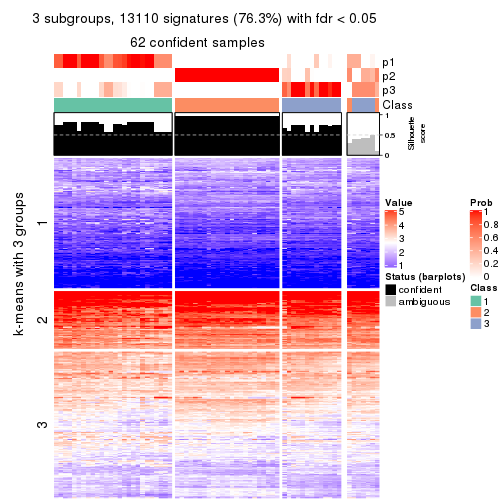 3 subgroups, 13110 signatures (76.3%) with fdr < 0.05
62 confident samples
p1
p2
p3
Class
1
0.5
0
Silhouette
score
k-means with 3 groups
1
2
3
Value
5
4
3
2
1
Status (barplots)
confident
ambiguous
Prob
1
0.8
0.6
0.4
0.2
0
Class
1
2
3